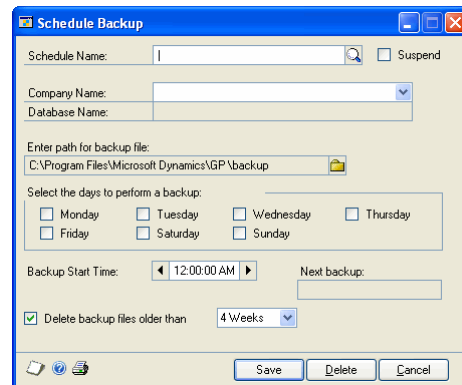 Schedule Backup
Schedule Name:
Suspend
Company Name:
Database Name:
Enter path for backup file:
C:\Program Files\Microsoft Dynamics\GP \backup
Select the days to perform a backup:
Monday Tuesday Wednesday Thursday
Friday Saturday Sunday
Backup Start Time: 12:00:00 AM Next backup:
Delete backup files older than 4 Weeks
Save Delete Cancel